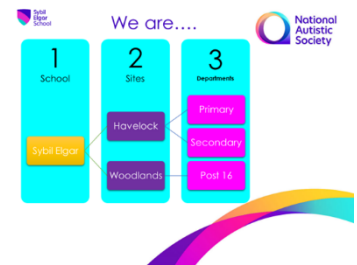 Sybil
Elgar
School
We are....
National
Autistic
Society
1
School
2
Sites
3
Departments
Sybil Elgar
Havelock
Woodlands
Primary
Secondary
Post 16